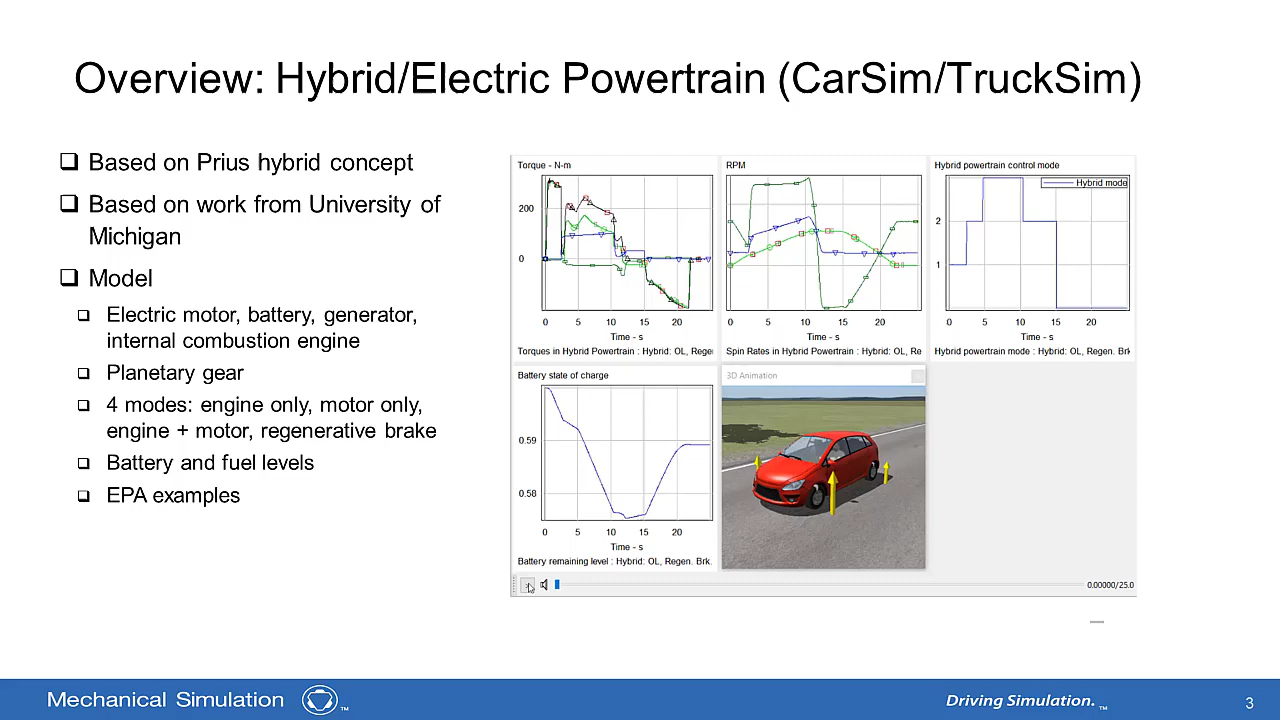 Overview: Hybrid/Electric Powertrain (CarSim/TruckSim)
Based on Prius hybrid concept
Based on work from University of
Michigan
Model
Electric motor, battery, generator,
internal combustion engine
Planetary gear
4 modes: engine only, motor only,
engine + motor, regenerative brake
Battery and fuel levels
EPA examples
Torque - N-m
200
0
0 5 10 15 20
Time - s
Torques in Hybrid Powertrain : Hybrid: OL, Regen
RPM
0 5 10 15 20
Time - s
Spin Rates in Hybrid Powertrain : Hybrid: OL, Re
Hybrid powertrain control mode
Hybrid mode
2
1
0 5 10 15 20
Time - s
Hybrid powertrain mode : Hybrid: OL, Regen. Brk
Battery state of charge
0.59
0.58
0 5 10 15 20
Time - s
Battery remaining level : Hybrid: OL, Regen. Brk.
3D Animation
0.00000/25.0
Mechanical Simulation
TM
Driving Simulation.
TM
3